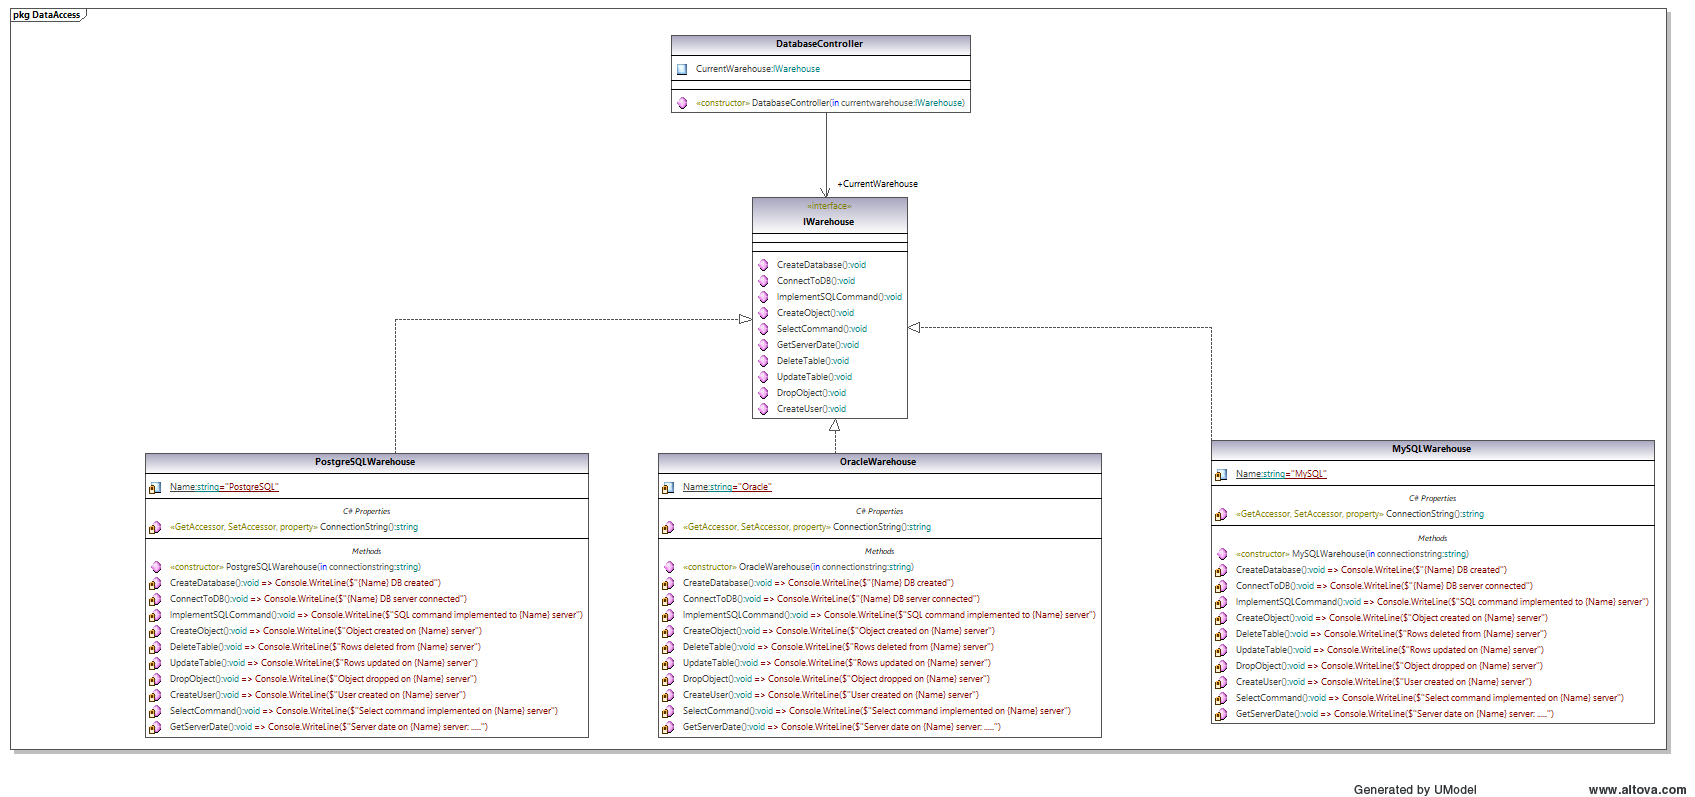 pkg DataAccess
DatabaseController
CurrentWarehouse:IWarehouse
«constructor» DatabaseController(in currentwarehouse:IWarehouse)
+CurrentWarehouse
«interface»
IWarehouse
CreateDatabase():void
ConnectToDB():void
ImplementSQLCommand():void
CreateObject():void
SelectCommand():void
GetServerDate():void
DeleteTable():void
UpdateTable():void
DropObject():void
CreateUser():void
PostgreSQLWarehouse
Name:string="PostgreSQL"
C# Properties
«GetAccessor, SetAccessor, property» ConnectionString():string
Methods
«constructor» PostgreSQLWarehouse(in connectionstring:string)
CreateDatabase():void => Console.WriteLine($"{Name} DB created")
ConnectToDB():void => Console.WriteLine($"{Name} DB server connected")
ImplementSQLCommand():void => Console.WriteLine($"SQL command implemented to {Name} server")
CreateObject():void => Console.WriteLine($"Object created on {Name} server")
DeleteTable():void => Console.WriteLine($"Rows deleted from {Name} server")
UpdateTable():void => Console.WriteLine($"Rows updated on {Name} server")
DropObject():void => Console.WriteLine($"Object dropped on {Name} server)
CreateUser():void => Console.WriteLine($"User created on {Name} server")
SelectCommand():void => Console.WriteLine($"Select command implemented on {Name} server")
GetServerDate():void => Console.WriteLine($"Server date on {Name} server: ......")
OracleWarehouse
Name:string="Oracle"
C# Properties
«GetAccessor, SetAccessor, property» ConnectionString():string
Methods
«constructor» OracleWarehouse(in connectionstring:string)
CreateDatabase():void => Console.WriteLine($"{Name} DB created")
ConnectToDB():void => Console.WriteLine($"{Name} DB server connected")
ImplementSQLCommand():void => Console.WriteLine($"SQL command implemented to {Name} server")
CreateObject():void => Console.WriteLine($"Object created on {Name} server")
DeleteTable():void => Console.WriteLine($"Rows deleted from {Name} server")
UpdateTable():void => Console.WriteLine($"Rows updated on {Name} server")
DropObject():void => Console.WriteLine($"Object dropped on {Name} server")
CreateUser():void => Console.WriteLine($"User created on {Name} server")
SelectCommand():void => Console.WriteLine($"Select command implemented on {Name} server")
GetServerDate():void => Console.WriteLine($"Server date on {Name} server: ......")
MySQLWarehouse
Name:string="MySQL"
C# Properties
«GetAccessor, SetAccessor, property» ConnectionString():string
Methods
«constructor» MySQLWarehouse(in connectionstring:string)
CreateDatabase():void => Console.WriteLine($"{Name} DB created")
ConnectToDB():void => Console.WriteLine($"{Name} DB server connected")
ImplementSQLCommand():void => Console.WriteLine($"SQL command implemented to {Name} server")
CreateObject():void => Console.WriteLine($"Object created on {Name} server")
DeleteTable():void => Console.WriteLine($"Rows deleted from {Name} server")
UpdateTable():void => Console.WriteLine($"Rows updated on {Name} server")
DropObject():void => Console.WriteLine($"Object dropped on {Name} server")
CreateUser():void => Console.WriteLine($"User created on {Name} server")
SelectCommand():void => Console.WriteLine($"Select command implemented on {Name} server")
GetServerDate():void => Console.WriteLine($"Server date on {Name} server: ......")
Generated by UModel
www.altova.com